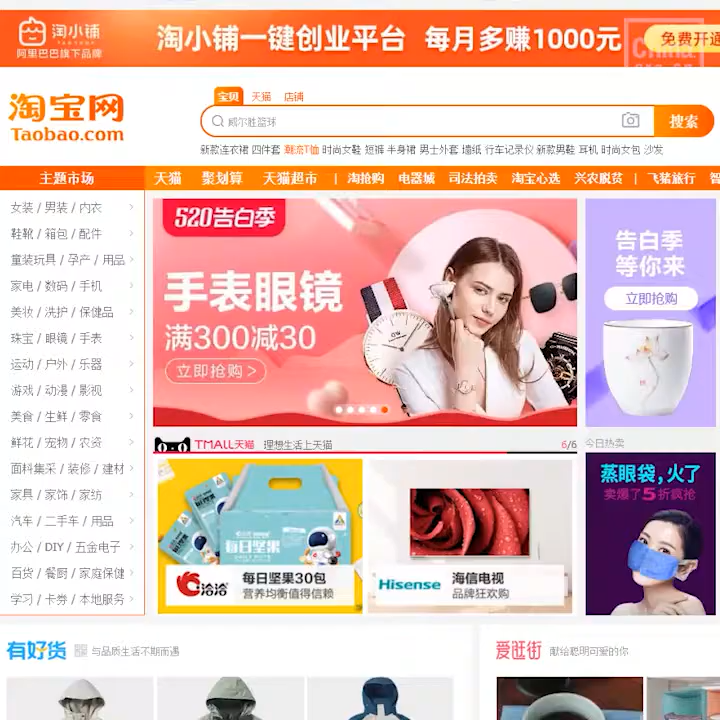 淘小铺
阿里巴巴旗下品牌
淘小铺一键创业平台 每月多赚1000元
免费开通
China
org.cn
淘宝网
Taobao.com
宝贝 天猫 店铺
威尔胜篮球
搜索
新款连衣裙 四件套 潮流T恤 时尚女鞋 短裤 半身裙 男士外套 墙纸 行车记录仪 新款男鞋 耳机 时尚女包 沙发
主题市场
天猫 聚划算 天猫超市 | 淘抢购 电器城 司法拍卖 淘宝心选 兴农脱贫 | 飞猪旅行 智
女装 / 男装 / 内衣
鞋靴 / 箱包 / 配件
童装玩具 / 孕产 / 用品
家电 / 数码 / 手机
美妆 / 洗护 / 保健品
珠宝 / 眼镜 / 手表
运动 / 户外 / 乐器
游戏 / 动漫 / 影视
美食 / 生鲜 / 零食
鲜花 / 宠物 / 农资
面料集采 / 装修 / 建材
家具 / 家饰 / 家纺
汽车 / 二手车 / 用品
办公 / DIY / 五金电子
百货 / 餐厨 / 家庭保健
学习 / 卡券 / 本地服务
520告白季
手表眼镜
满300减30
立即抢购 >
告白季
等你来
立即抢购
TMALL天猫 理想生活上天猫
6/6
今日热卖
每日坚果
洽洽
每日坚果30包
营养均衡值得信赖
Hisense
海信电视
品牌狂欢购
蒸眼袋,火了
卖爆了5折疯抢
有好货
与品质生活不期而遇
爱逛街
献给聪明可爱的你